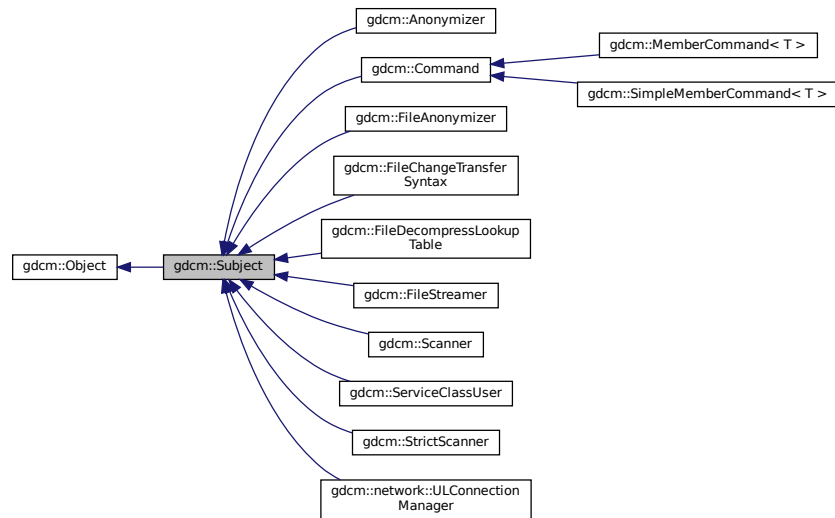 gdcm::Anonymizer
gdcm::MemberCommand< T >
gdcm::Command
gdcm::SimpleMemberCommand< T >
gdcm::FileAnonymizer
gdcm::FileChangeTransfer
Syntax
gdcm::FileDecompressLookup
Table
gdcm::Object
gdcm::Subject
gdcm::FileStreamer
gdcm::Scanner
gdcm::ServiceClassUser
gdcm::StrictScanner
gdcm::network::ULConnection
Manager